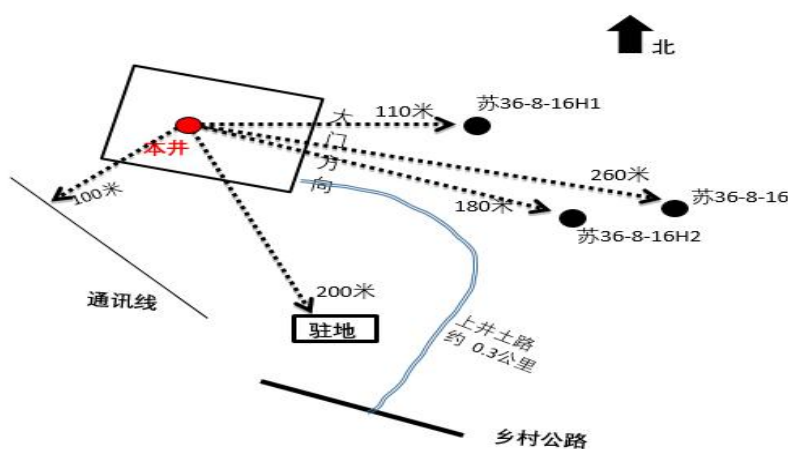 北
苏36-8-16H1
110米
大门方向
本井
100米
260米
苏36-8-16
180米
苏36-8-16H2
通讯线
200米
驻地
上井土路
约 0.3公里
乡村公路